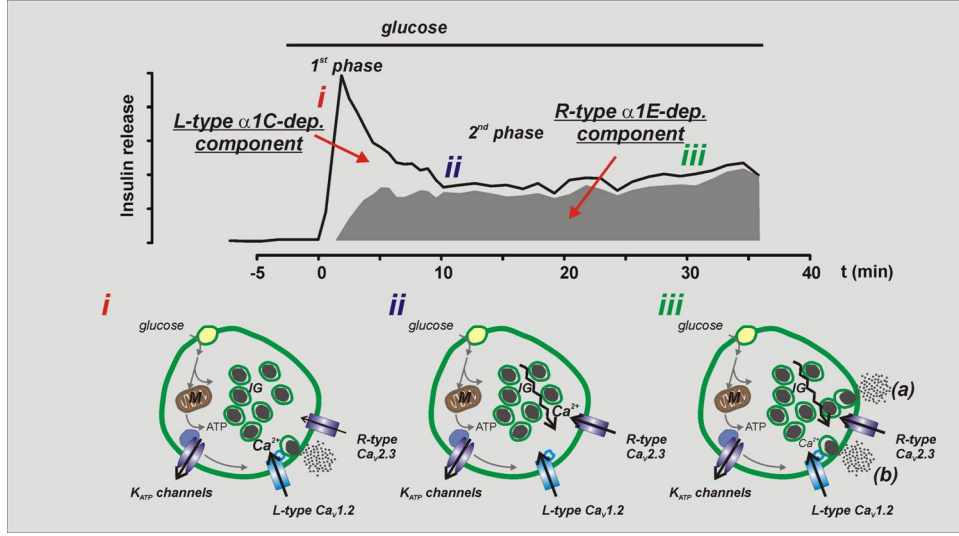 glucose
1st phase
i
L-type α1C-dep.
component
R-type α1E-dep.
component
2nd phase
ii
iii
Insulin release
-5 0 10 20 30 40 t (min)
i
ii
iii
glucose
IG
M
ATP
Ca2+
R-type
Cav2.3
KATP channels
L-type Cav1.2
glucose
IG
M
Ca2+
ATP
R-type
Cav2.3
KATP channels
L-type Cav1.2
glucose
(a)
IG
M
ATP
Ca2+
R-type
Cav2.3
(b)
KATP channels
L-type Cav1.2